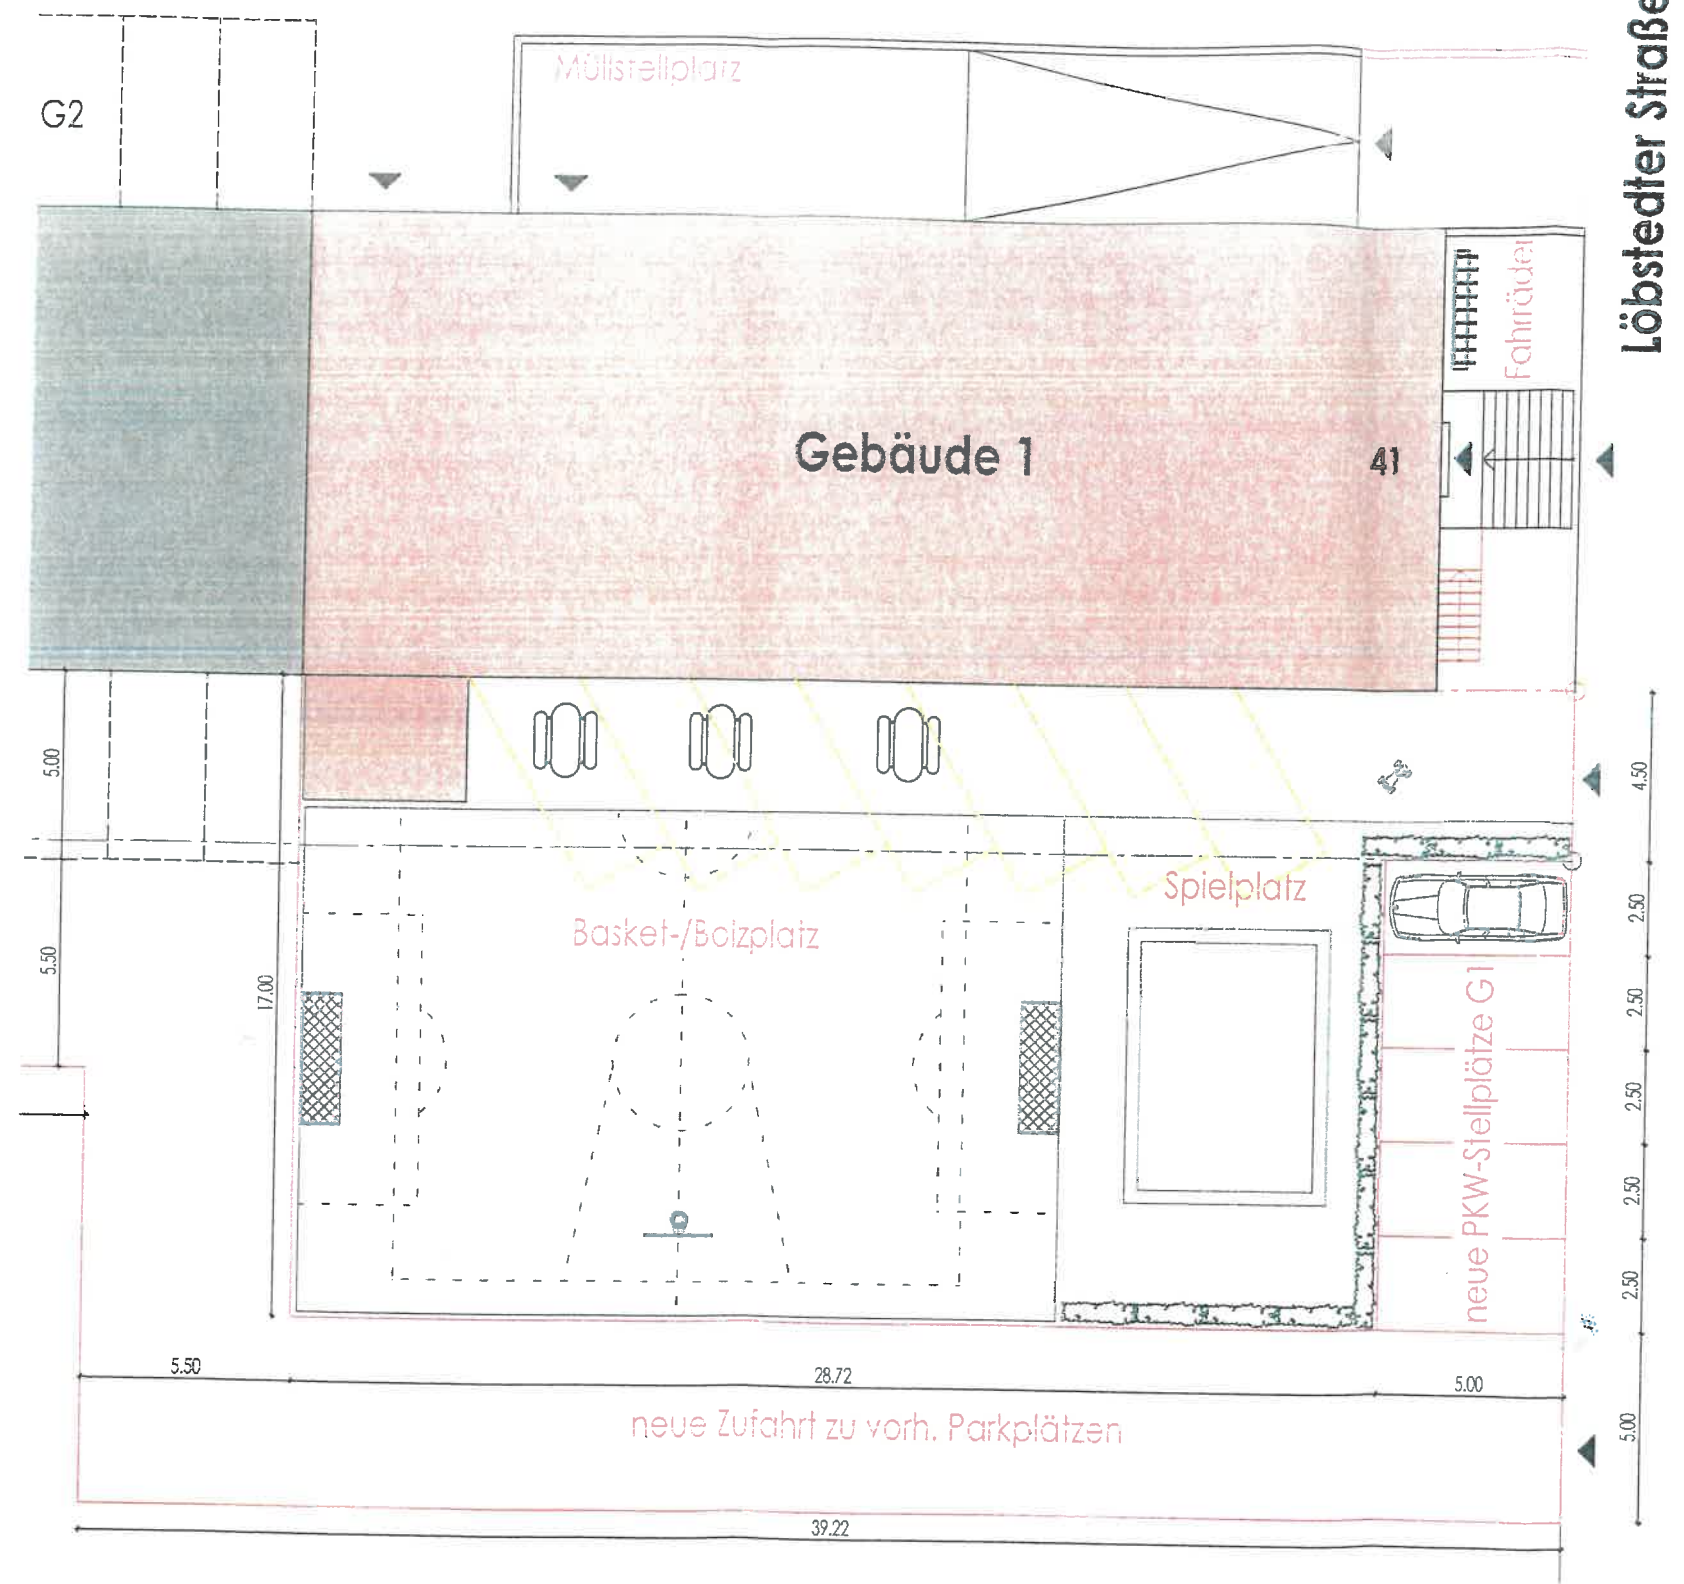 Löbstedter Straße
Müllstellplatz
G2
Fahrräder
Gebäude 1
41
5.00
4.50
Spielplatz
2.50
Basket-/Bolzplatz
5.50
17.00
2.50
neue PKW-Stellplätze G1
2.50
2.50
2.50
5.50
28.72
5.00
neue Zufahrt zu vorh. Parkplätzen
5.00
39.22